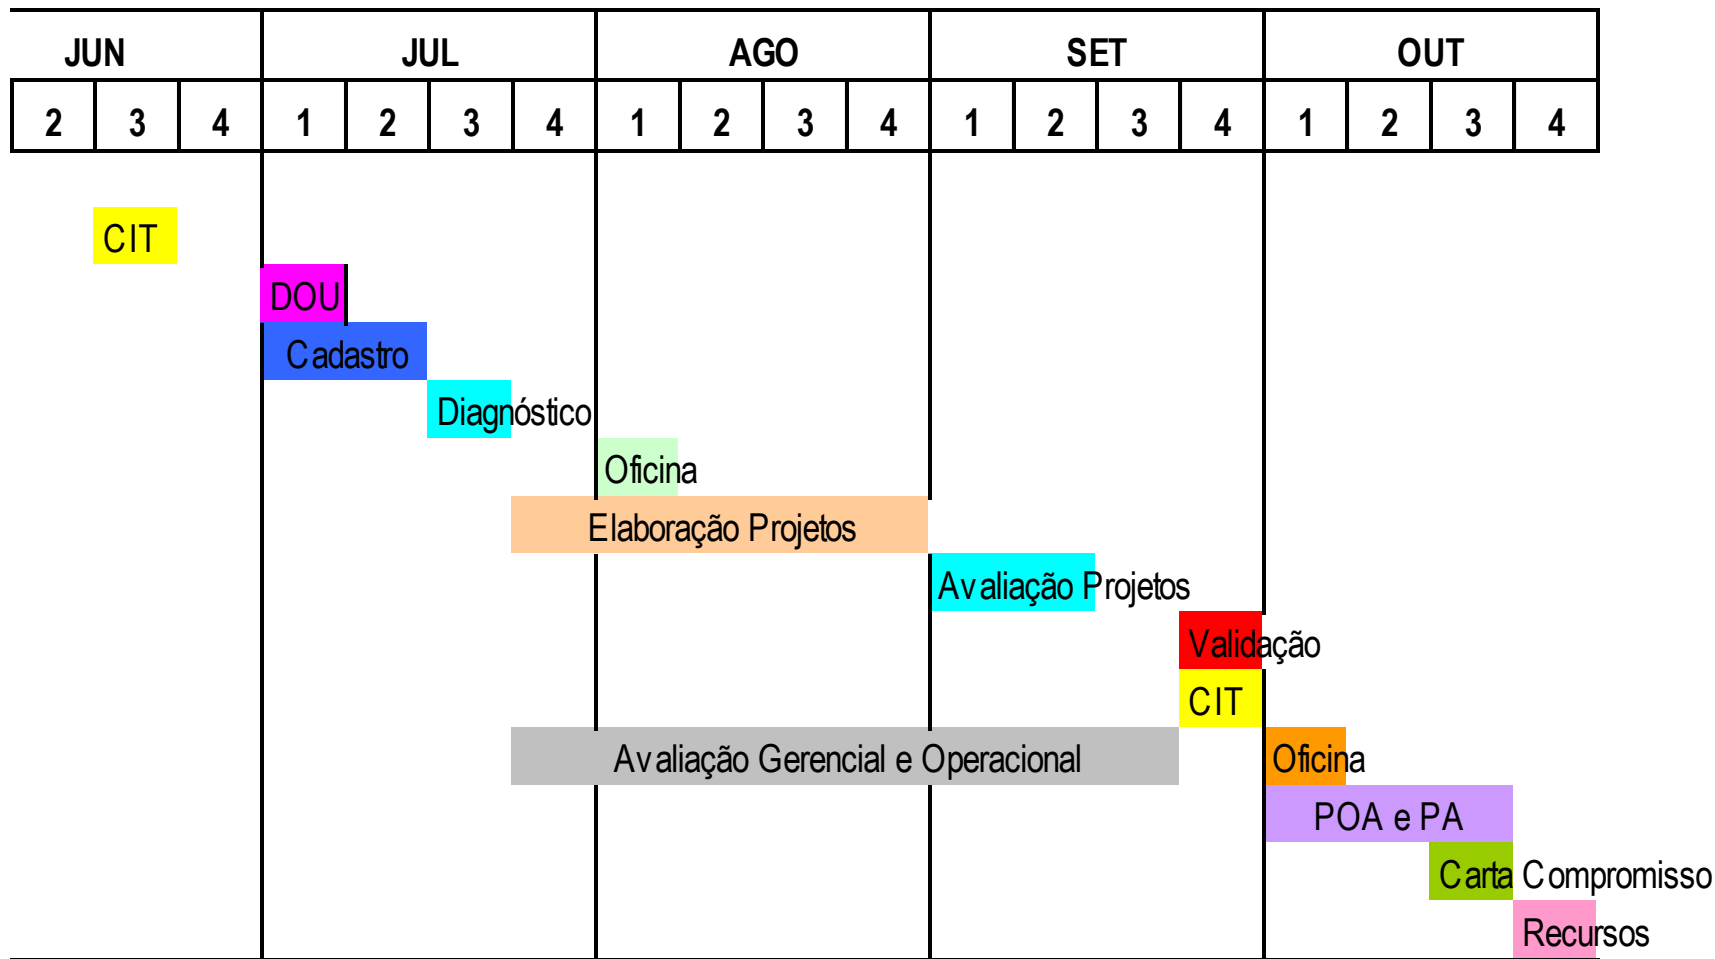 JUN JUL AGO SET OUT
2 3 4 1 2 3 4 1 2 3 4 1 2 3 4 1 2 3 4
CIT
DOU
Cadastro
Diagnóstico
Oficina
Elaboração Projetos
Avaliação Projetos
Validação
CIT
Avaliação Gerencial e Operacional Oficina
POA e PA
Carta Compromisso
Recursos